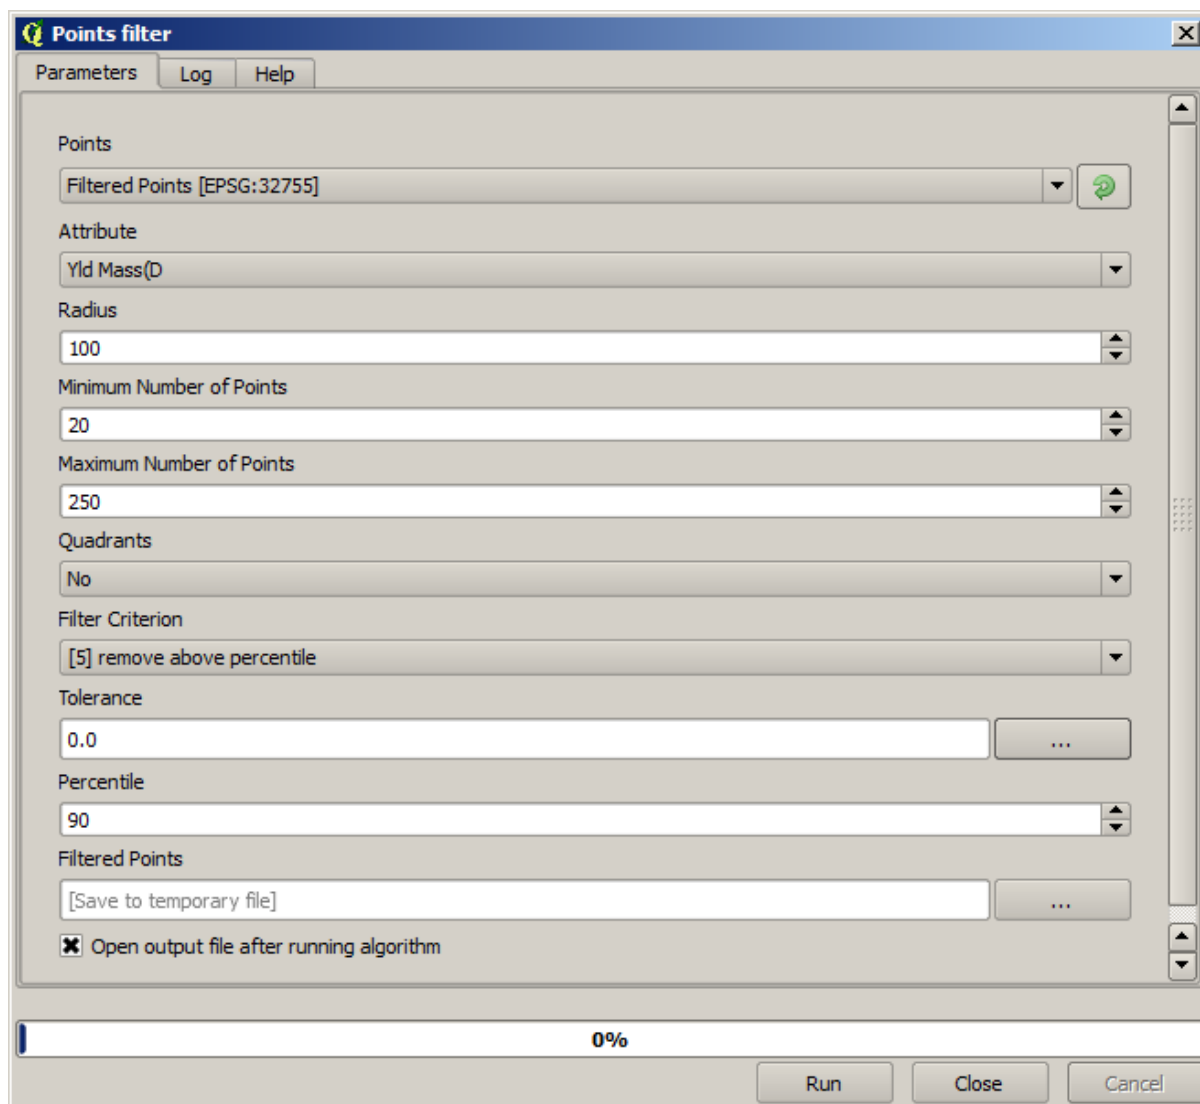 Points filter
Parameters Log Help
Points
Filtered Points [EPSG:32755]
Attribute
Yld Mass(D
Radius
100
Minimum Number of Points
20
Maximum Number of Points
250
Quadrants
No
Filter Criterion
[5] remove above percentile
Tolerance
0.0 ...
Percentile
90
Filtered Points
[Save to temporary file] ...
Open output file after running algorithm
0%
Run Close Cancel